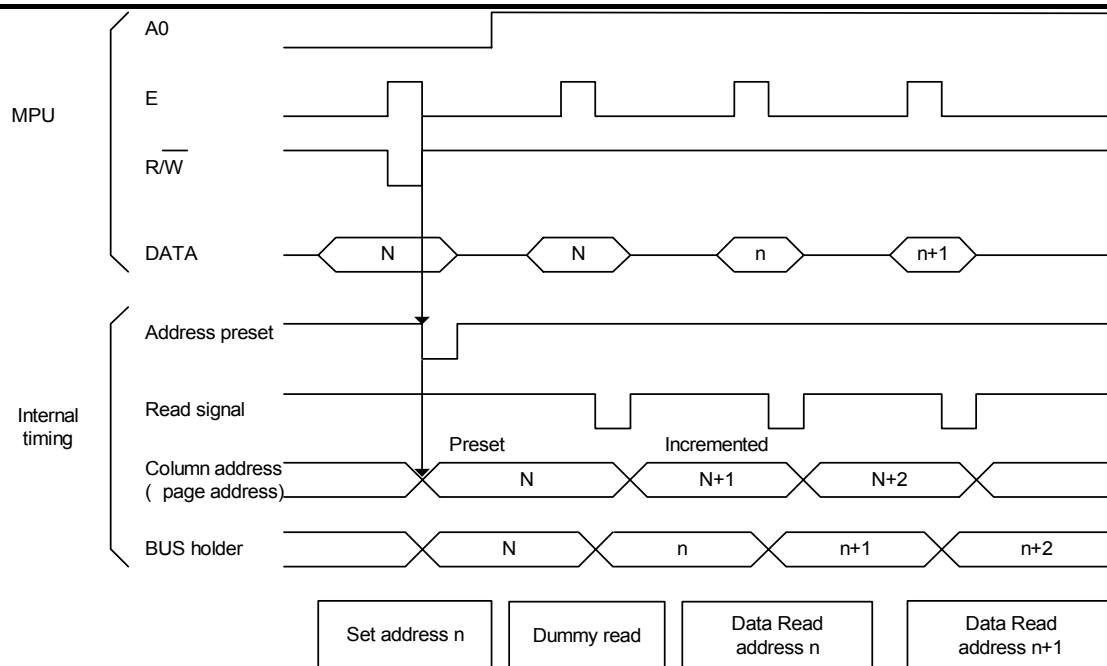 A0
E
MPU
R/W
DATA
N
N
n
n+1
Address preset
Read signal
Internal
timing
Preset
Incremented
Column address
( page address)
N
N+1
N+2
BUS holder
N
n
n+1
n+2
Set address n
Dummy read
Data Read
address n
Data Read
address n+1